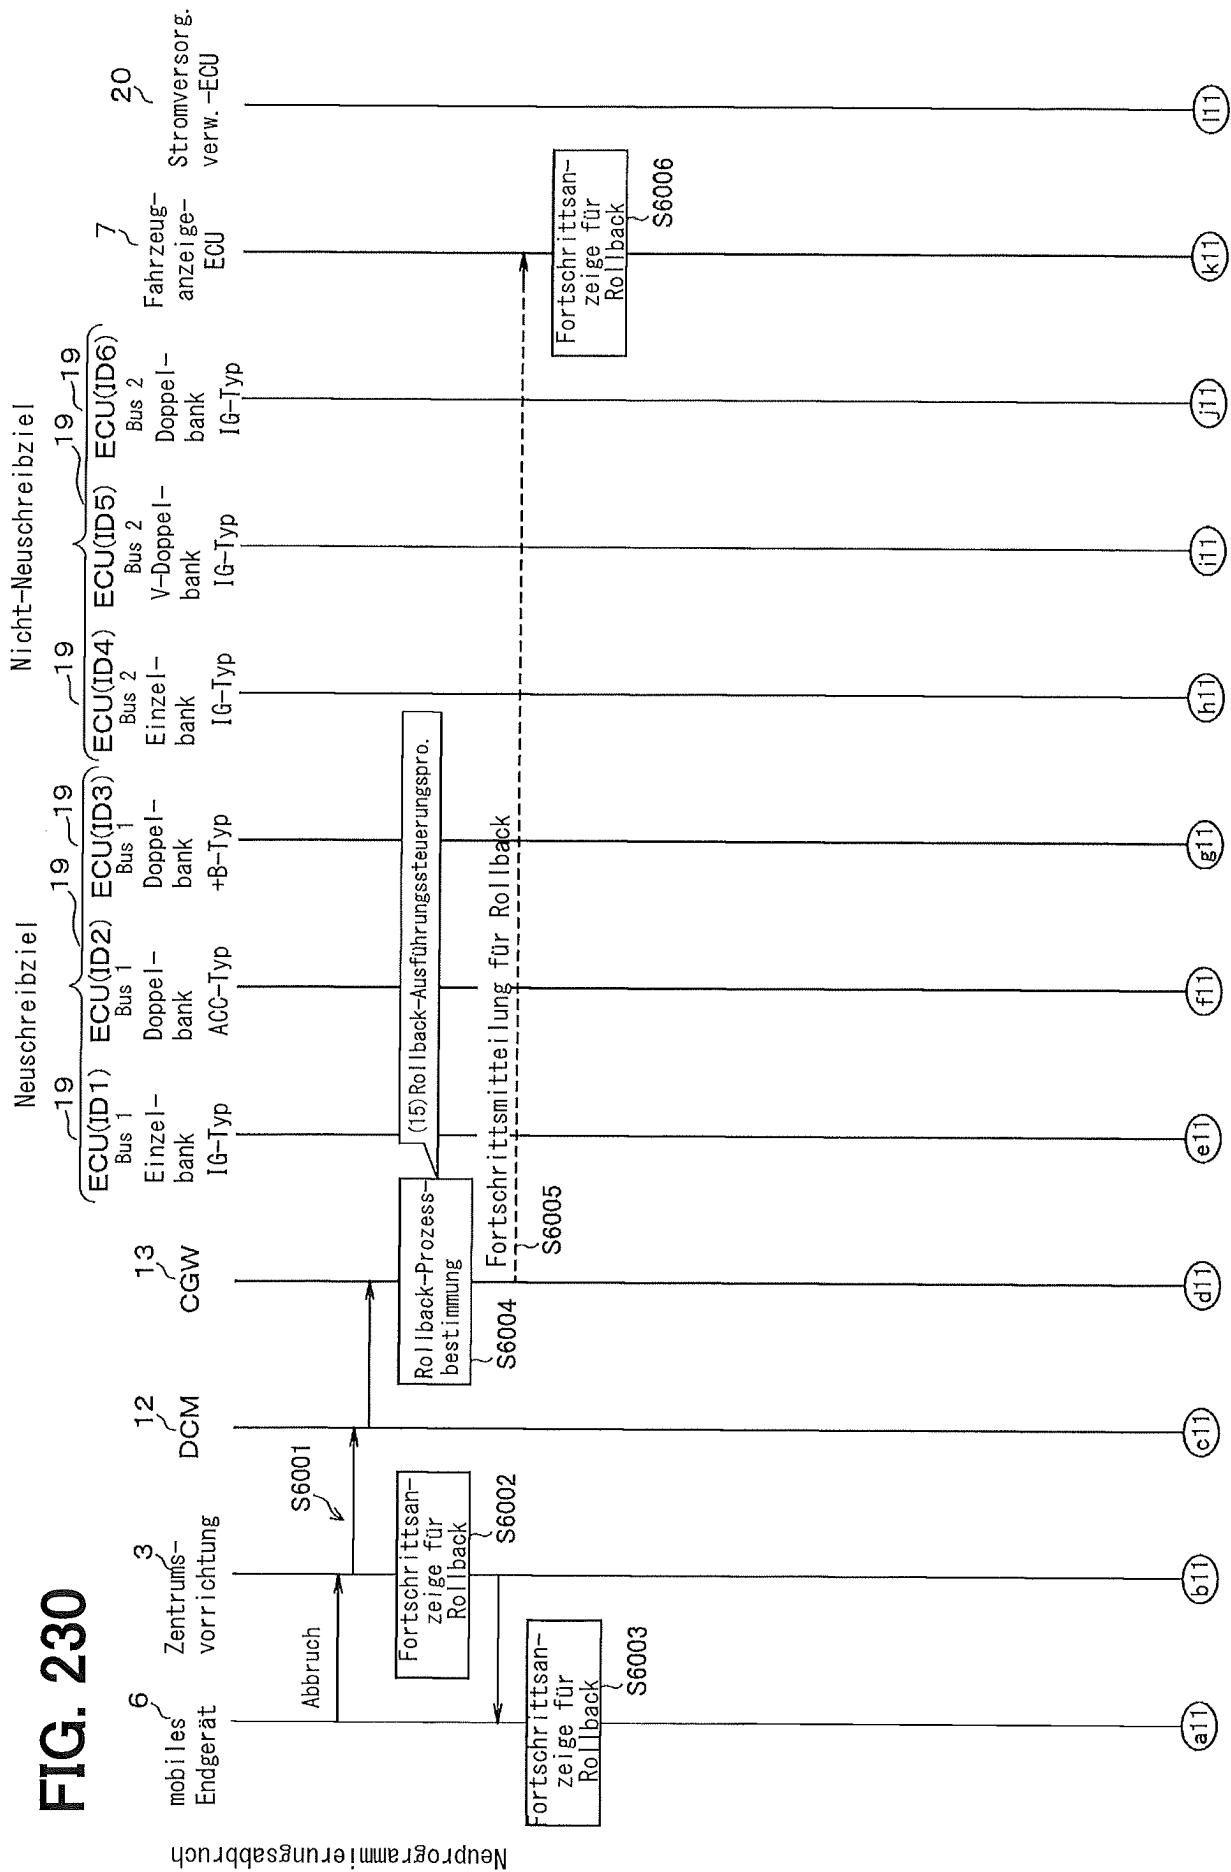 FIG. 230
Neuprogrammierungsabbruch
Neuschreibziel
Nicht-Neuschreibziel
6
mobiles
Endgerät
3
Zentrums-
vorrichtung
12
DCM
13
CGW
19
ECU(ID1)
Bus 1
Einzel-
bank
IG-Typ
19
ECU(ID2)
Bus 1
Doppel-
bank
ACC-Typ
19
ECU(ID3)
Bus 1
Doppel-
bank
+B-Typ
19
ECU(ID4)
Bus 2
Einzel-
bank
IG-Typ
19
ECU(ID5)
Bus 2
V-Doppel-
bank
IG-Typ
19
ECU(ID6)
Bus 2
Doppel-
bank
IG-Typ
7
Fahrzeug-
anzeige-
ECU
20
Stromversorg.
verw.-ECU
Abbruch
S6001
Fortschrittsan-
zeige für
Rollback
S6002
Fortschrittsan-
zeige für
Rollback
S6003
Rollback-Prozess-
bestimmung
S6004
(15)Rollback-Ausführungssteuerungspro.
Fortschrittsmitteilung für Rollback
S6005
Fortschrittsan-
zeige für
Rollback
S6006
a11
b11
c11
d11
e11
f11
g11
h11
i11
j11
k11
l11